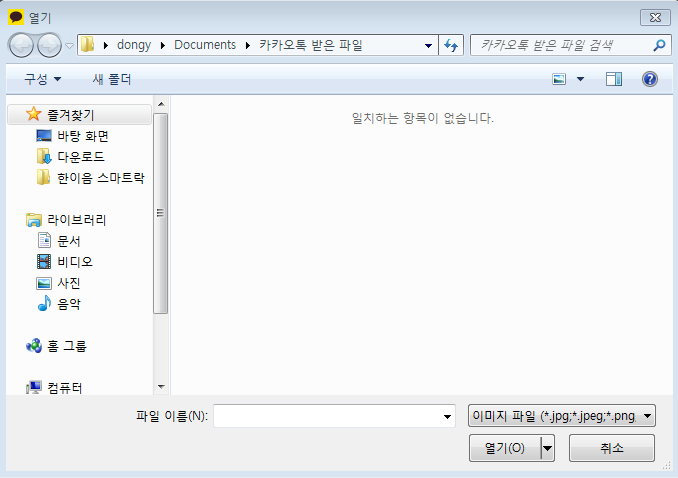 열기
dongy Documents 카카오톡 받은 파일
카카오톡 받은 파일 검색
구성 새 폴더
즐겨찾기
바탕 화면
다운로드
한이음 스마트락
라이브러리
문서
비디오
사진
음악
홈 그룹
컴퓨터
일치하는 항목이 없습니다.
파일 이름(N):
이미지 파일 (*.jpg;*.jpeg;*.png
열기(O)
취소